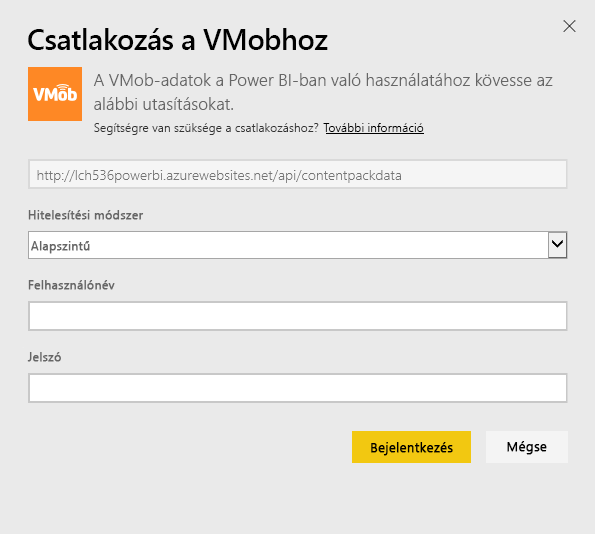 Csatlakozás a VMobhoz
VMob
A VMob-adatok a Power BI-ban való használatához kövesse az
alábbi utasításokat.
Segítségre van szüksége a csatlakozáshoz? További információ
http://lch536powerbi.azurewebsites.net/api/contentpackdata
Hitelesítési módszer
Alapszintű
Felhasználónév
Jelszó
Bejelentkezés
Mégse